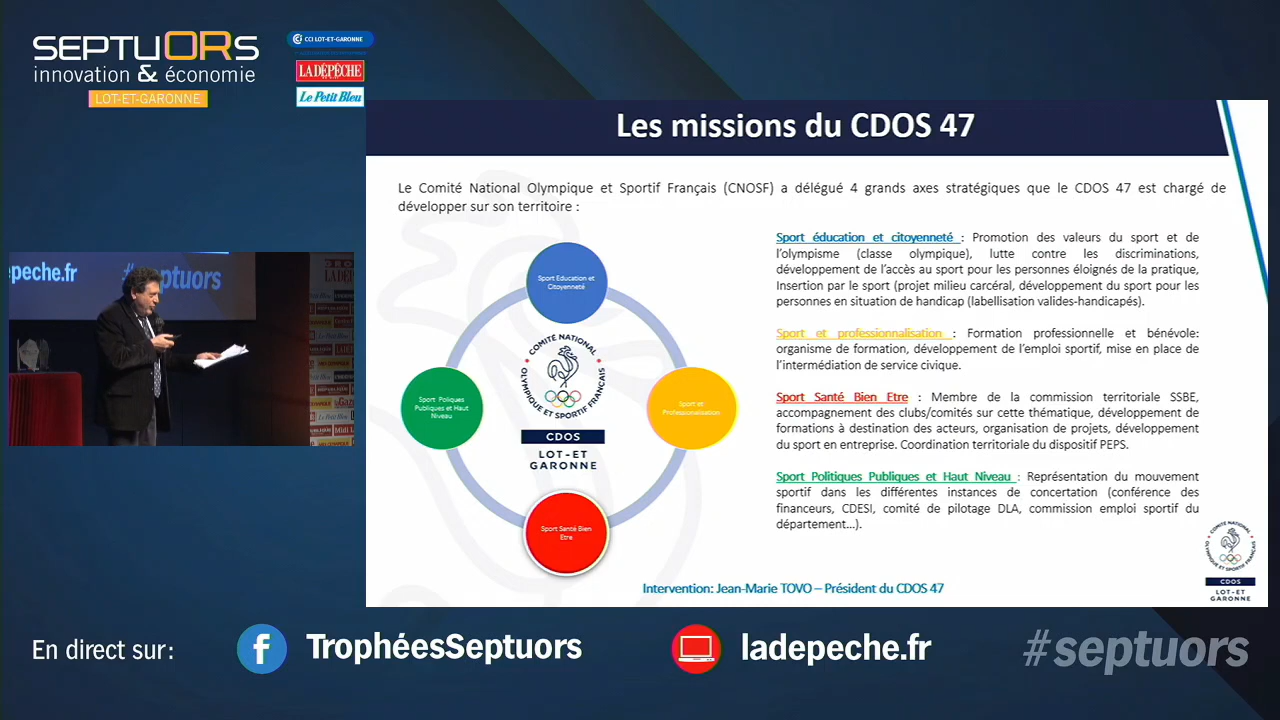 SEPTUORS
innovation & économie
LOT-ET-GARONNE
CCI LOT-ET-GARONNE
LA DÉPÊCHE
Le Petit Bleu
Les missions du CDOS 47
Le Comité National Olympique et Sportif Français (CNOSF) a délégué 4 grands axes stratégiques que le CDOS 47 est chargé de
développer sur son territoire :
Sport Education et
Citoyenneté
Sport Poliques
Publiques et Haut
Niveau
COMITÉ NATIONAL
OLYMPIQUE ET SPORTIF FRANÇAIS
CDOS
LOT-ET
GARONNE
Sport et
Professionalisation
Sport Santé Bien
Etre
Sport éducation et citoyenneté : Promotion des valeurs du sport et de
l'olympisme (classe olympique), lutte contre les discriminations,
développement de l'accès au sport pour les personnes éloignés de la pratique,
Insertion par le sport (projet milieu carcéral, développement du sport pour les
personnes en situation de handicap (labellisation valides-handicapés).
Sport et professionnalisation : Formation professionnelle et bénévole:
organisme de formation, développement de l'emploi sportif, mise en place de
l'intermédiation de service civique.
Sport Santé Bien Etre : Membre de la commission territoriale SSBE,
accompagnement des clubs/comités sur cette thématique, développement de
formations à destination des acteurs, organisation de projets, développement
du sport en entreprise. Coordination territoriale du dispositif PEPS.
Sport Politiques Publiques et Haut Niveau : Représentation du mouvement
sportif dans les différentes instances de concertation (conférence des
financeurs, CDESI, comité de pilotage DLA, commission emploi sportif du
département...).
COMITÉ NATIONAL
OLYMPIQUE ET SPORTIF FRANÇAIS
CDOS
LOT-ET
GARONNE
Intervention: Jean-Marie TOVO – Président du CDOS 47
depeche.fr
#septuors
En direct sur:
TrophéesSeptuors
ladepeche.fr
#septuors